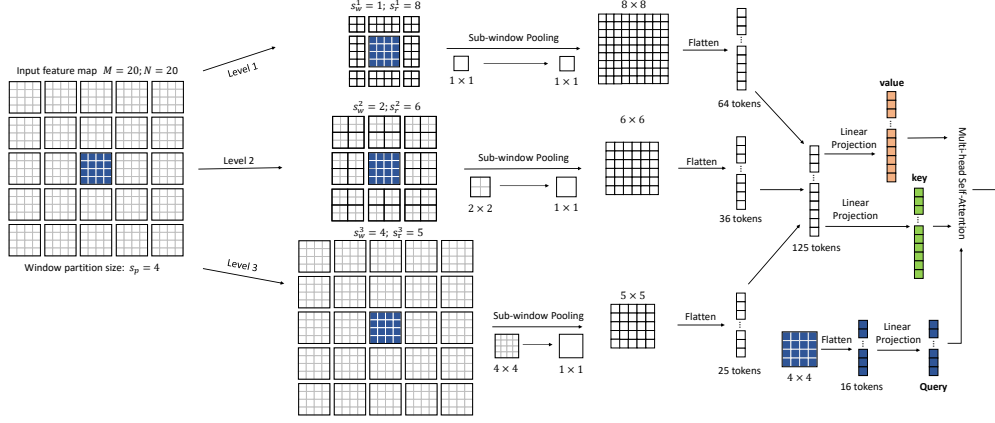 Input feature map M = 20; N = 20
Window partition size: s_p = 4
Level 1
Level 2
Level 3
s_w^1 = 1; s_r^1 = 8
s_w^2 = 2; s_r^2 = 6
s_w^3 = 4; s_r^3 = 5
Sub-window Pooling
1 × 1
1 × 1
Sub-window Pooling
2 × 2
1 × 1
Sub-window Pooling
4 × 4
1 × 1
8 × 8
Flatten
64 tokens
6 × 6
Flatten
36 tokens
5 × 5
Flatten
25 tokens
125 tokens
Linear
Projection
value
Linear
Projection
key
4 × 4
Flatten
16 tokens
Linear
Projection
Query
Multi-head Self-Attention